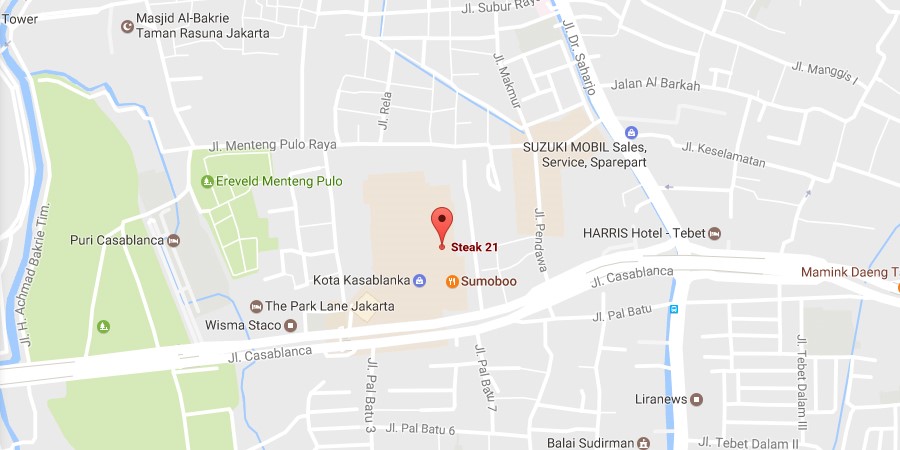 Tower
Masjid Al-Bakrie
Taman Rasuna Jakarta
Jl. Subur Raya
Jl. Dr. Saharjo
Jl. Makmur
Jl. Manggis I
Jalan Al Barkah
Jl. Rela
Jl. Menteng Pulo Raya
SUZUKI MOBIL Sales,
Service, Sparepart
Jl. Keselamatan
Ereveld Menteng Pulo
Jl. H. Achmad Bakrie Tim.
Puri Casablanca
Steak 21
Jl. Pendawa
HARRIS Hotel - Tebet
Kota Kasablanka
Sumoboo
Jl. Casablanca
Mamink Daeng T
The Park Lane Jakarta
Wisma Staco
Jl. Pal Batu
Jl. Casablanca
Jl. Pal Batu 3
Jl. Pal Batu 7
Jl. Tebet Dalam III
Liranews
Jl. Pal Batu 6
Balai Sudirman
Jl. Tebet Dalam II